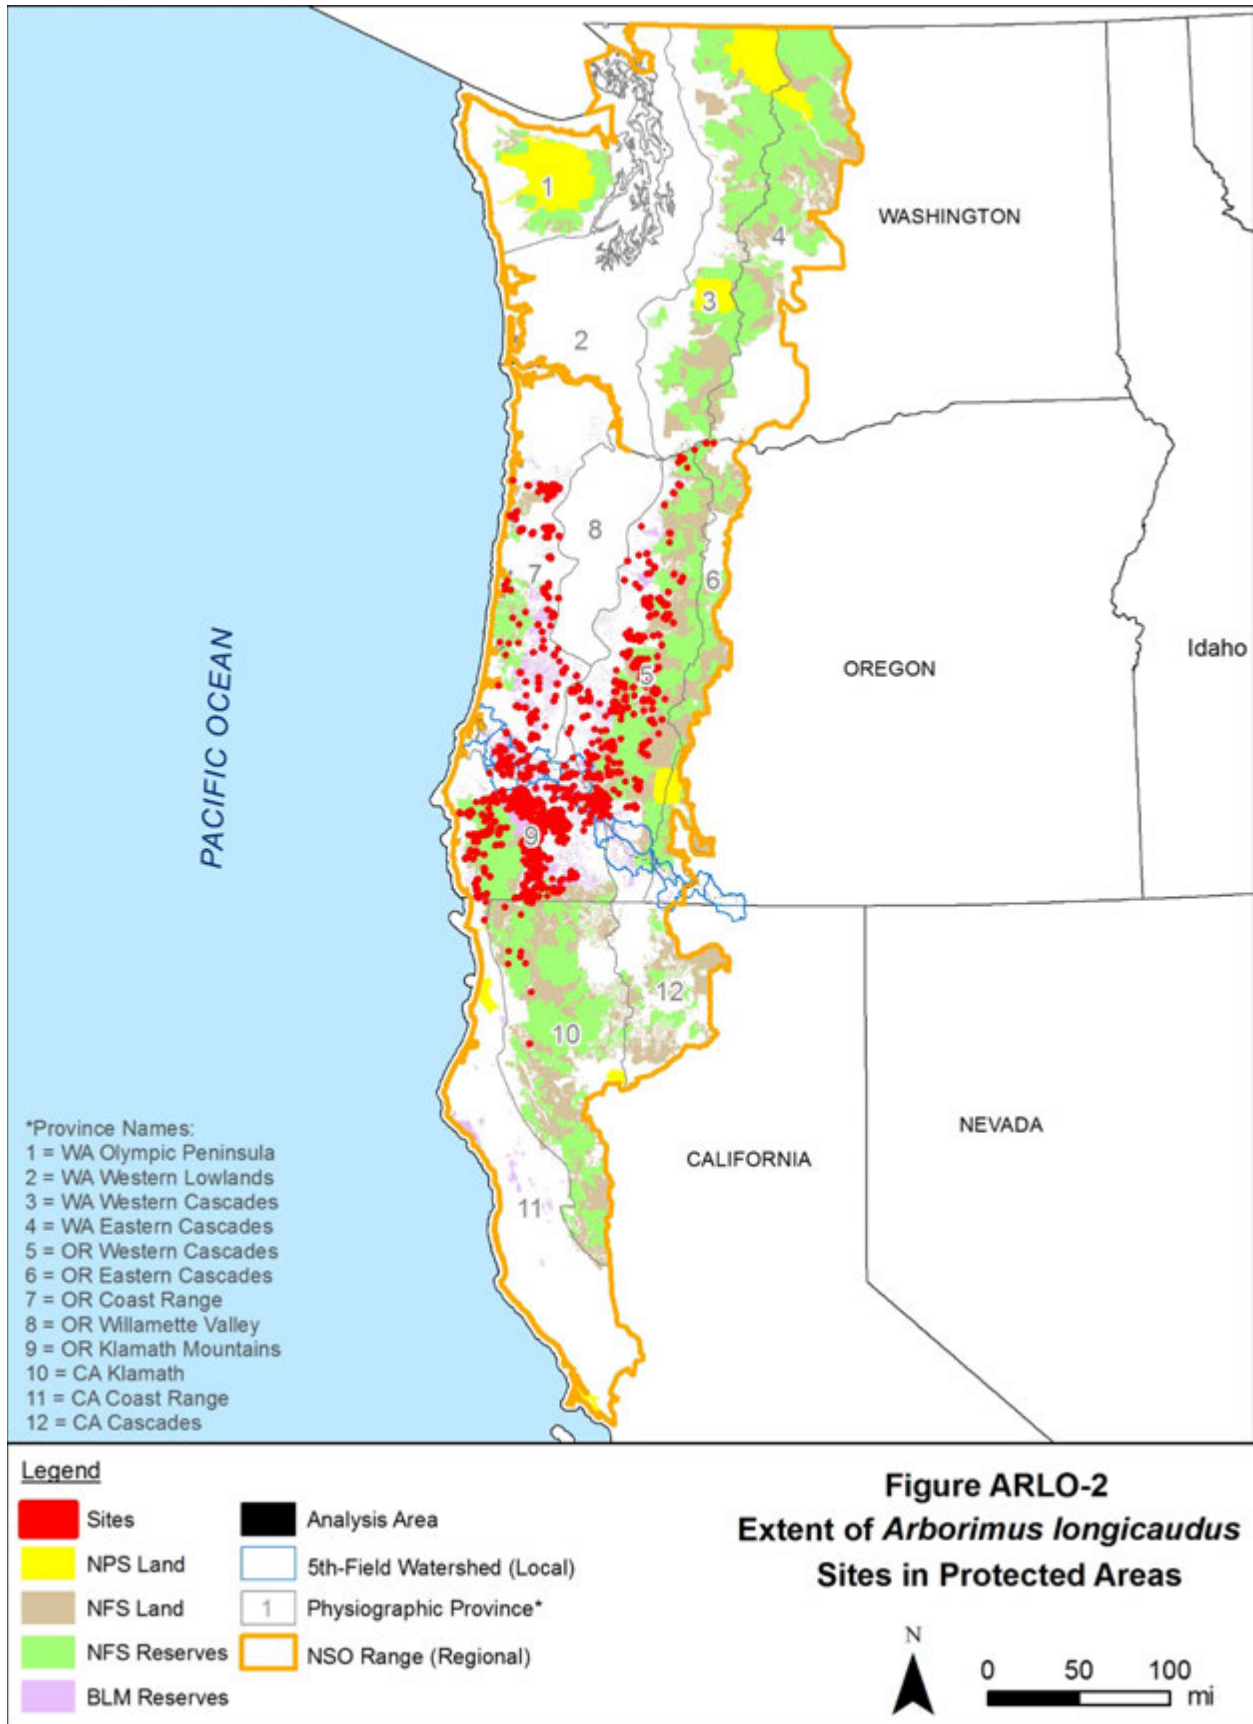 WASHINGTON
OREGON
Idaho
PACIFIC OCEAN
CALIFORNIA
NEVADA
1
2
3
4
5
6
7
8
9
10
11
12
*Province Names:
1 = WA Olympic Peninsula
2 = WA Western Lowlands
3 = WA Western Cascades
4 = WA Eastern Cascades
5 = OR Western Cascades
6 = OR Eastern Cascades
7 = OR Coast Range
8 = OR Willamette Valley
9 = OR Klamath Mountains
10 = CA Klamath
11 = CA Coast Range
12 = CA Cascades
Legend
Sites
NPS Land
NFS Land
NFS Reserves
BLM Reserves
Analysis Area
5th-Field Watershed (Local)
1 Physiographic Province*
NSO Range (Regional)
Figure ARLO-2
Extent of Arborimus longicaudus
Sites in Protected Areas
N
0 50 100
mi